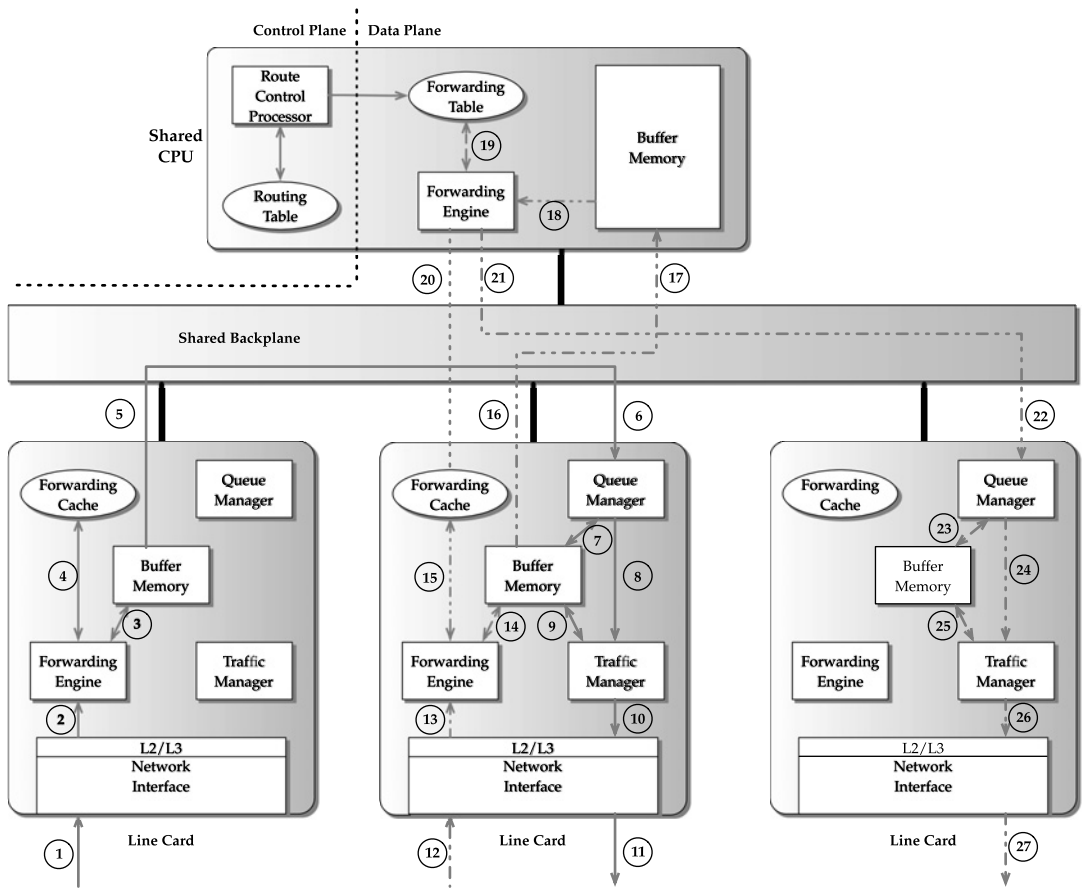 Control Plane
Data Plane
Shared
CPU
Route
Control
Processor
Routing
Table
Forwarding
Table
19
Forwarding
Engine
18
Buffer
Memory
20
21
17
Shared Backplane
5
16
6
22
Forwarding
Cache
Queue
Manager
4
Buffer
Memory
3
Forwarding
Engine
Traffic
Manager
2
L2/L3
Network
Interface
Line Card
1
Forwarding
Cache
Queue
Manager
7
15
Buffer
Memory
8
14
9
Forwarding
Engine
Traffic
Manager
13
10
L2/L3
Network
Interface
Line Card
12
11
Forwarding
Cache
Queue
Manager
23
Buffer
Memory
24
25
Forwarding
Engine
Traffic
Manager
26
L2/L3
Network
Interface
Line Card
27